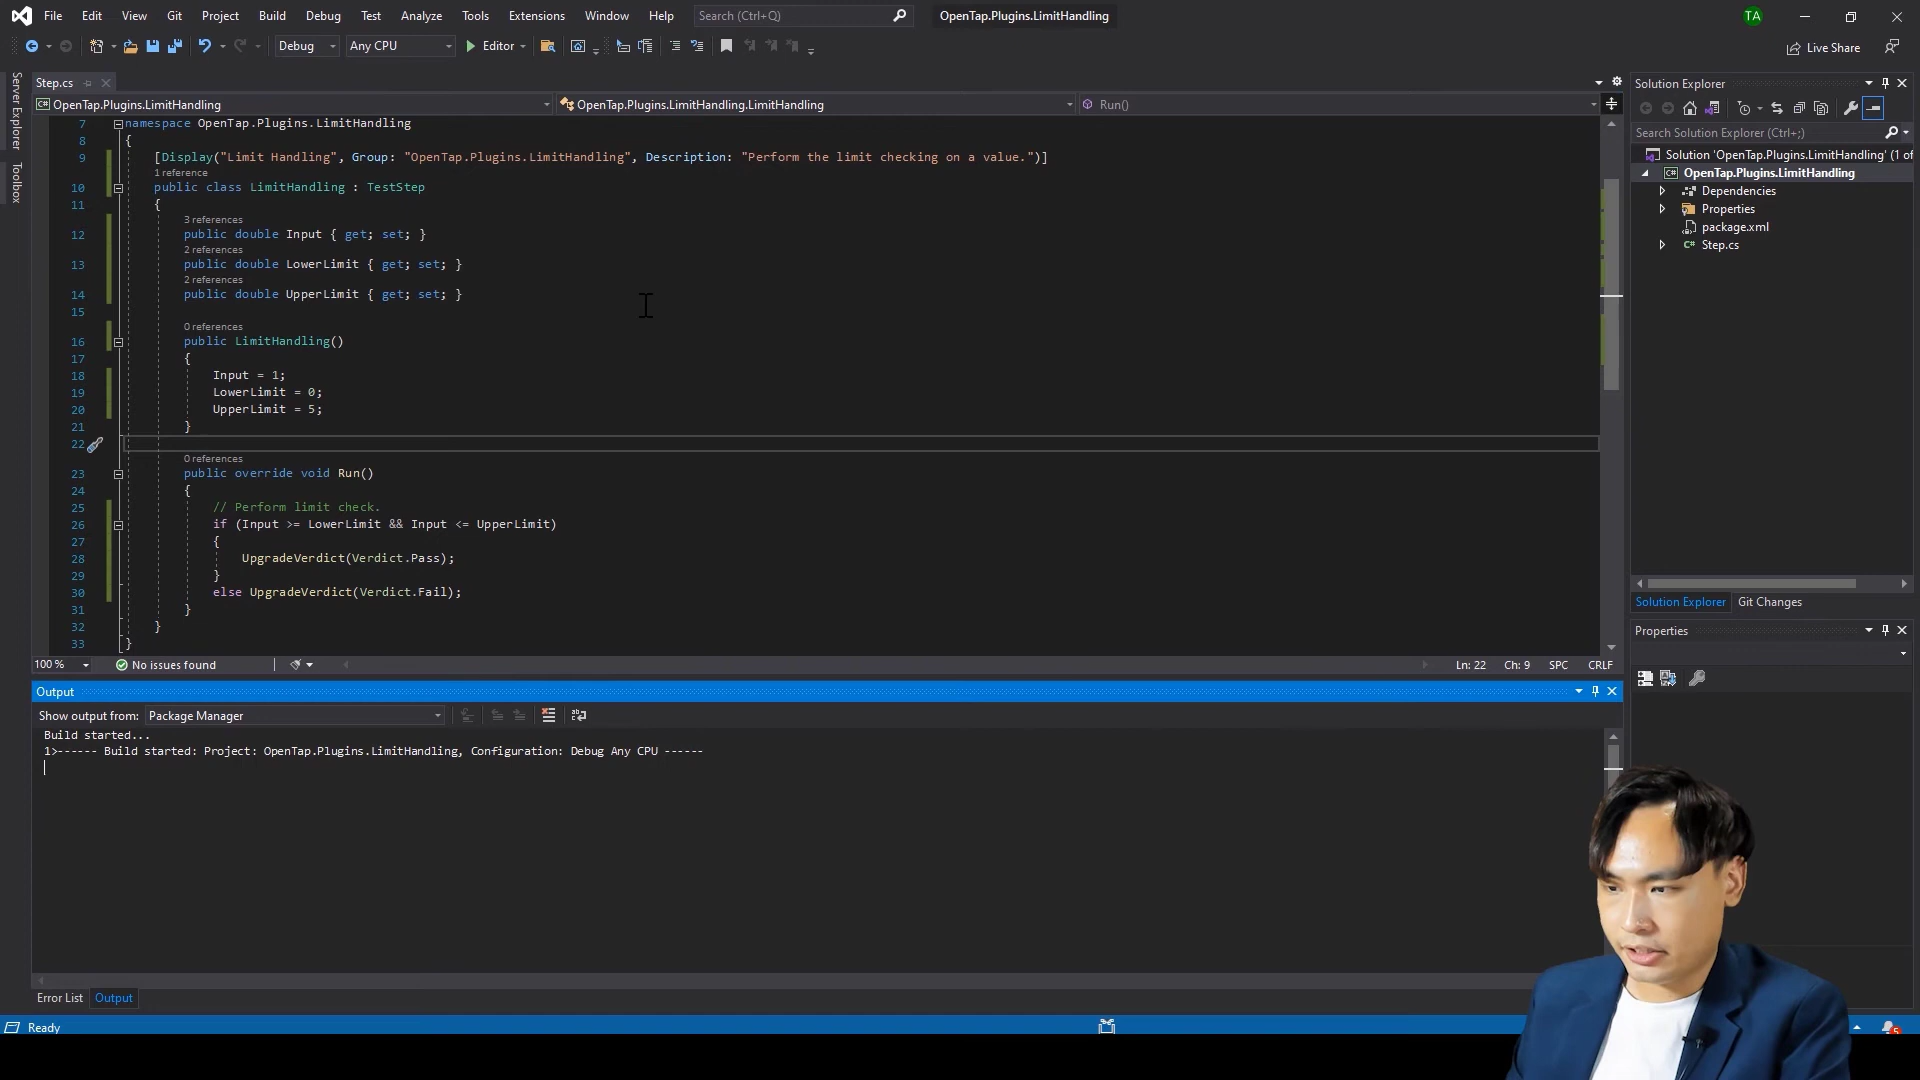 File Edit View Git Project Build Debug Test Analyze Tools Extensions Window Help Search (Ctrl+Q) OpenTap.Plugins.LimitHandling TA
Debug Any CPU Editor Live Share
Server Explorer
Toolbox
Step.cs
OpenTap.Plugins.LimitHandling OpenTap.Plugins.LimitHandling.LimitHandling Run()
7 namespace OpenTap.Plugins.LimitHandling
8 {
9 [Display("Limit Handling", Group: "OpenTap.Plugins.LimitHandling", Description: "Perform the limit checking on a value.")]
1 reference
10 public class LimitHandling : TestStep
11 {
3 references
12 public double Input { get; set; }
2 references
13 public double LowerLimit { get; set; }
2 references
14 public double UpperLimit { get; set; }
15
0 references
16 public LimitHandling()
17 {
18 Input = 1;
19 LowerLimit = 0;
20 UpperLimit = 5;
21 }
22
0 references
23 public override void Run()
24 {
25 // Perform limit check.
26 if (Input >= LowerLimit && Input <= UpperLimit)
27 {
28 UpgradeVerdict(Verdict.Pass);
29 }
30 else UpgradeVerdict(Verdict.Fail);
31 }
32 }
33 }
100 % No issues found Ln: 22 Ch: 9 SPC CRLF
Output
Show output from: Package Manager
Build started...
1>------ Build started: Project: OpenTap.Plugins.LimitHandling, Configuration: Debug Any CPU ------
Error List Output
Ready
Solution Explorer
Search Solution Explorer (Ctrl+;)
Solution 'OpenTap.Plugins.LimitHandling' (1 of
OpenTap.Plugins.LimitHandling
Dependencies
Properties
package.xml
Step.cs
Solution Explorer Git Changes
Properties
5